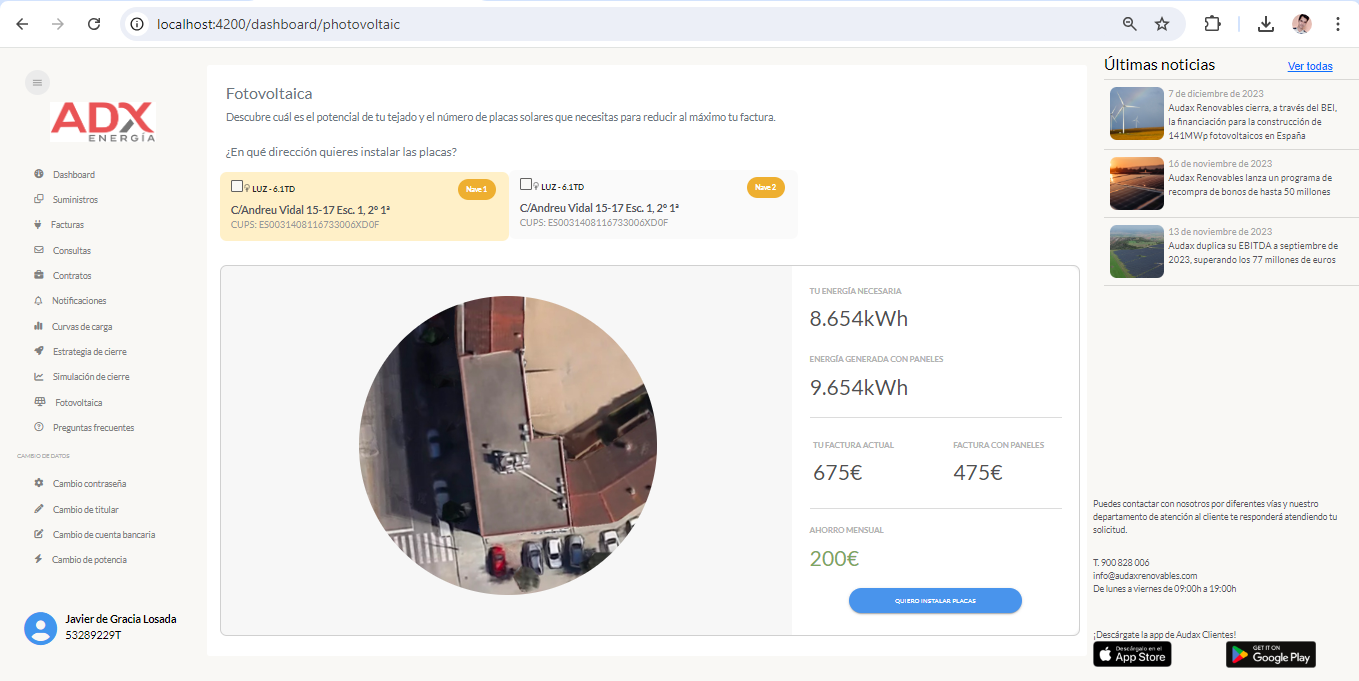 localhost:4200/dashboard/photovoltaic
ADX
ENERGÍA
Dashboard
Suministros
Facturas
Consultas
Contratos
Notificaciones
Curvas de carga
Estrategia de cierre
Simulación de cierre
Fotovoltaica
Preguntas frecuentes
CAMBIO DE DATOS
Cambio contraseña
Cambio de titular
Cambio de cuenta bancaria
Cambio de potencia
Javier de Gracia Losada
53289229T
Fotovoltaica
Descubre cuál es el potencial de tu tejado y el número de placas solares que necesitas para reducir al máximo tu factura.
¿En qué dirección quieres instalar las placas?
LUZ - 6.1TD
Nave 1
C/Andreu Vidal 15-17 Esc. 1, 2º 1ª
CUPS: ES0031408116733006XD0F
LUZ - 6.1TD
Nave 2
C/Andreu Vidal 15-17 Esc. 1, 2º 1ª
CUPS: ES0031408116733006XD0F
TU ENERGÍA NECESARIA
8.654kWh
ENERGÍA GENERADA CON PANELES
9.654kWh
TU FACTURA ACTUAL
675€
FACTURA CON PANELES
475€
AHORRO MENSUAL
200€
QUIERO INSTALAR PLACAS
Últimas noticias
Ver todas
7 de diciembre de 2023
Audax Renovables cierra, a través del BEI,
la financiación para la construcción de
141MWp fotovoltaicos en España
16 de noviembre de 2023
Audax Renovables lanza un programa de
recompra de bonos de hasta 50 millones
13 de noviembre de 2023
Audax duplica su EBITDA a septiembre de
2023, superando los 77 millones de euros
Puedes contactar con nosotros por diferentes vías y nuestro
departamento de atención al cliente te responderá atendiendo tu
solicitud.
T. 900 828 006
info@audaxrenovables.com
De lunes a viernes de 09:00h a 19:00h
¡Descárgate la app de Audax Clientes!
Descárgalo en el
App Store
GET IT ON
Google Play